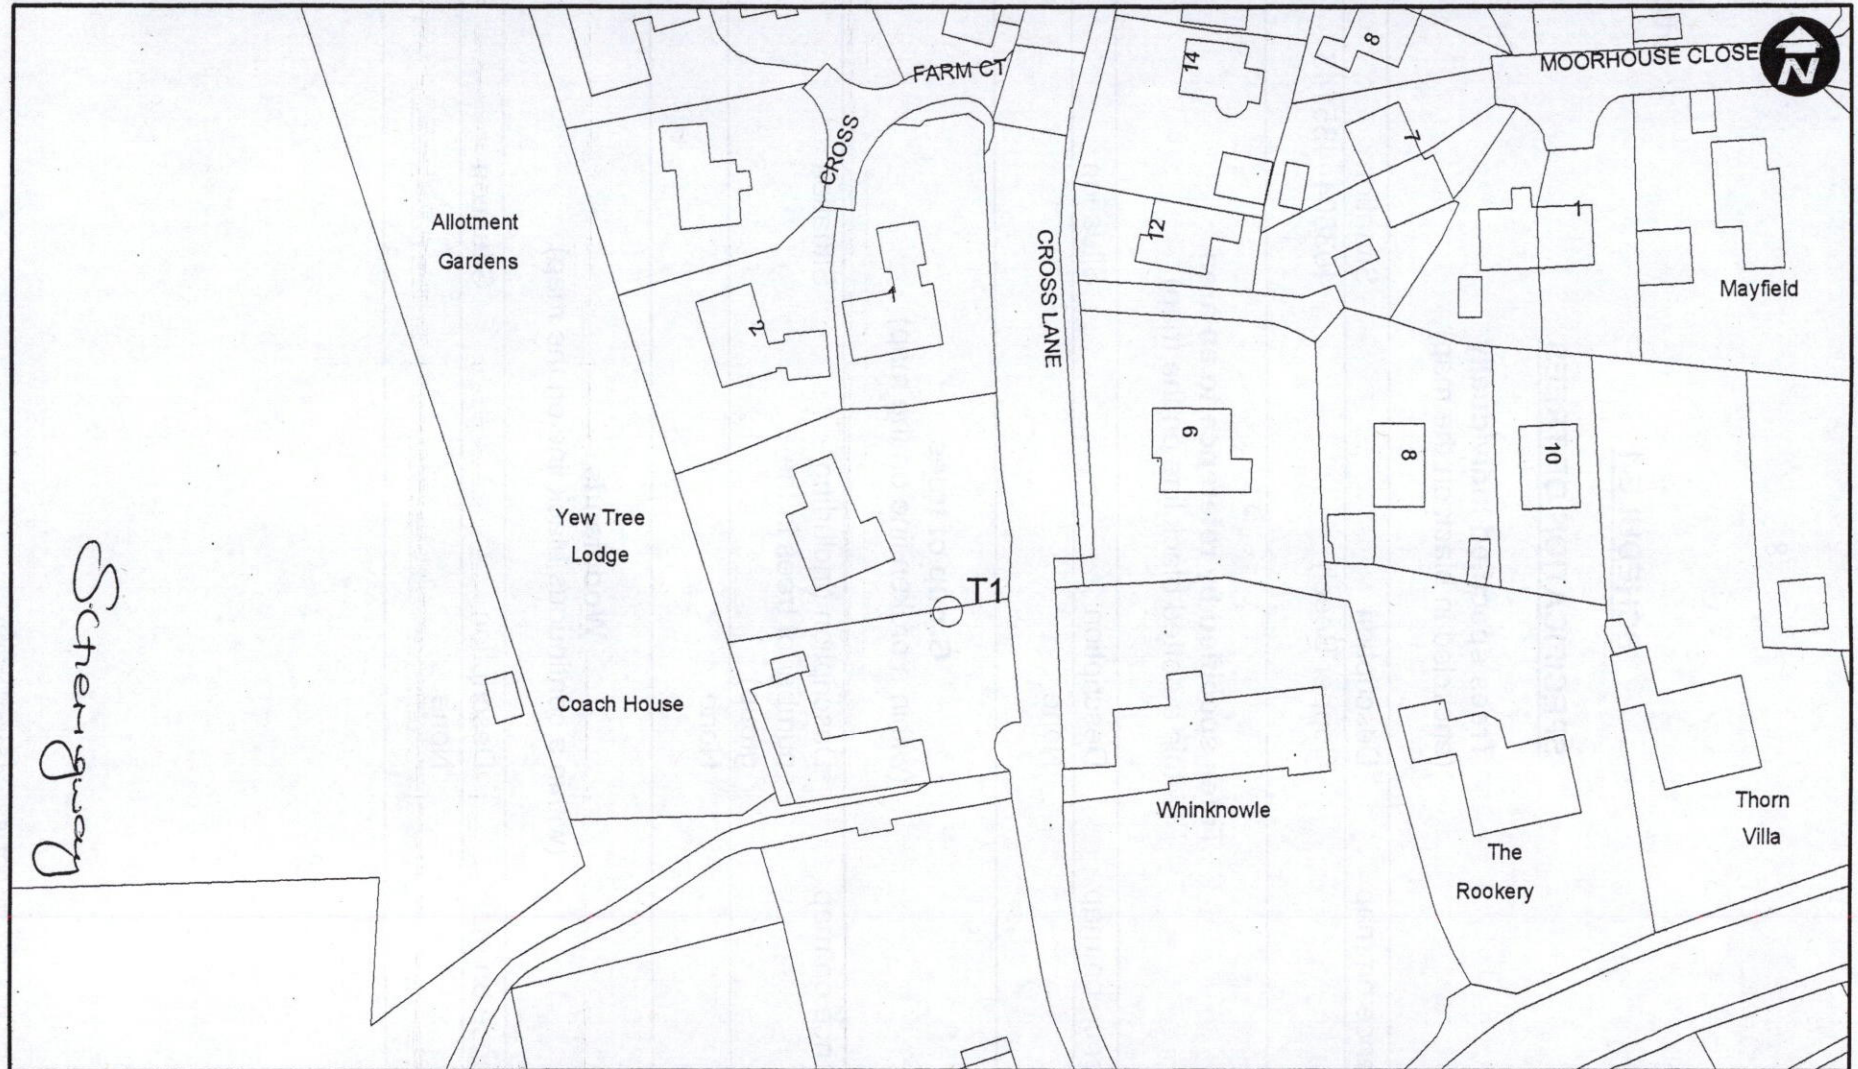 FARM CT
CROSS
14
8
MOORHOUSE CLOSE
N
7
12
1
Mayfield
Allotment
Gardens
CROSS LANE
1
2
9
8
10
Yew Tree
Lodge
T1
Coach House
Whinknowle
The
Rookery
Thorn
Villa